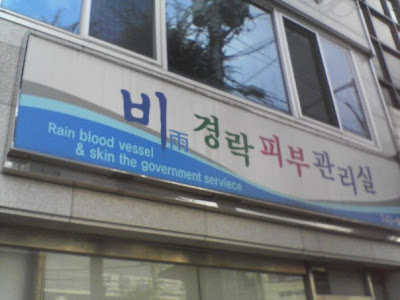 비雨 경락피부관리실
Rain blood vessel
& skin the government serviece